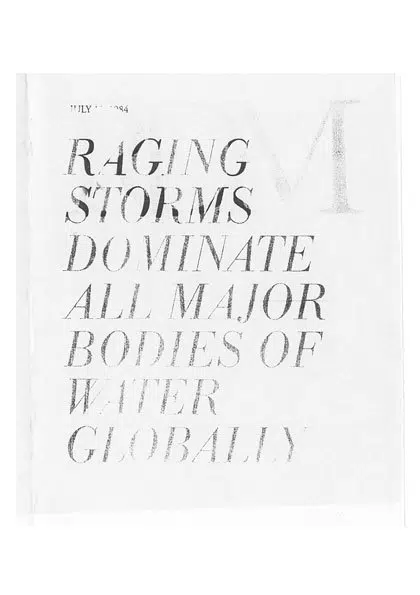 JULY 1984
M
RAGING
STORMS
DOMINATE
ALL MAJOR
BODIES OF
WATER
GLOBALLY